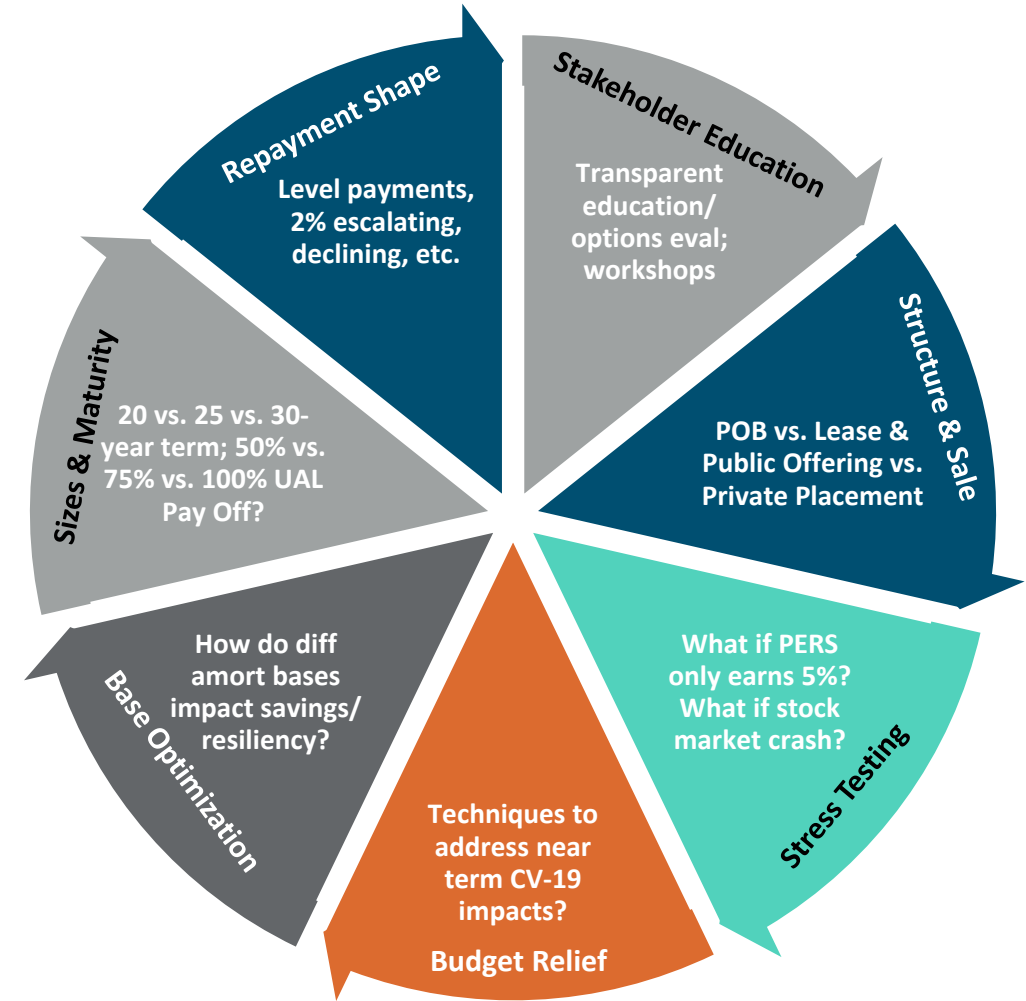 Stakeholder Education
Transparent
education/
options eval;
workshops
Structure & Sale
POB vs. Lease &
Public Offering vs.
Private Placement
What if PERS
only earns 5%?
What if stock
market crash?
Stress Testing
Techniques to
address near
term CV-19
impacts?
Budget Relief
How do diff
amort bases
impact savings/
resiliency?
Base Optimization
Sizes & Maturity
20 vs. 25 vs. 30-
year term; 50% vs.
75% vs. 100% UAL
Pay Off?
Repayment Shape
Level payments,
2% escalating,
declining, etc.